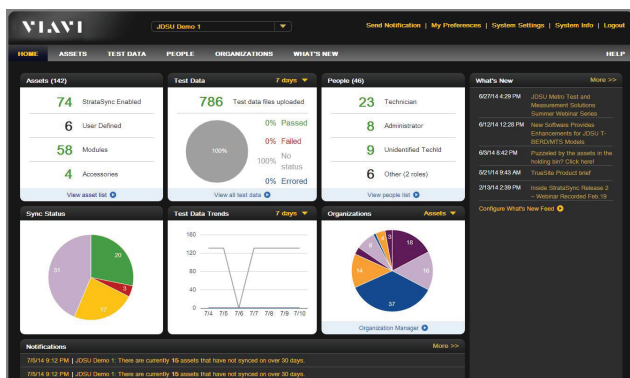 VIAVI
JDSU Demo 1
Send Notification | My Preferences | System Settings | System Info | Logout
HOME ASSETS TEST DATA PEOPLE ORGANIZATIONS WHAT'S NEW HELP
Assets (142)
74 StrataSync Enabled
6 User Defined
58 Modules
4 Accessories
View asset list
Test Data 7 days
786 Test data files uploaded
100%
0% Passed
0% Failed
100% No status
0% Errored
View all test data
People (46)
23 Technician
8 Administrator
9 Unidentified TechId
6 Other (2 roles)
View people list
What's New More >>
6/27/14 4:29 PM JDSU Metro Test and
Measurement Solutions
Summer Webinar Series
6/12/14 12:28 PM New Software Provides
Enhancements for JDSU T-
BERD/MTS Models
6/3/14 8:42 PM Puzzeled by the assets in the
holding bin? Click here!
5/21/14 9:43 AM TrueSite Product brief
2/13/14 2:39 PM Inside StrataSync Release 2
– Webinar Recorded Feb.19
Configure What's New Feed
Sync Status
20
3
17
31
Test Data Trends 7 days
180
120
80
40
0
7/4 7/5 7/6 7/7 7/8 7/9 7/10
Organizations Assets
18
16
37
14
6
4
3
Organization Manager
Notifications More >>
7/5/14 9:12 PM | JDSU Demo 1: There are currently 15 assets that have not synced on over 30 days.
7/5/14 9:12 PM | JDSU Demo 1: There are currently 15 assets that have not synced on over 30 days.